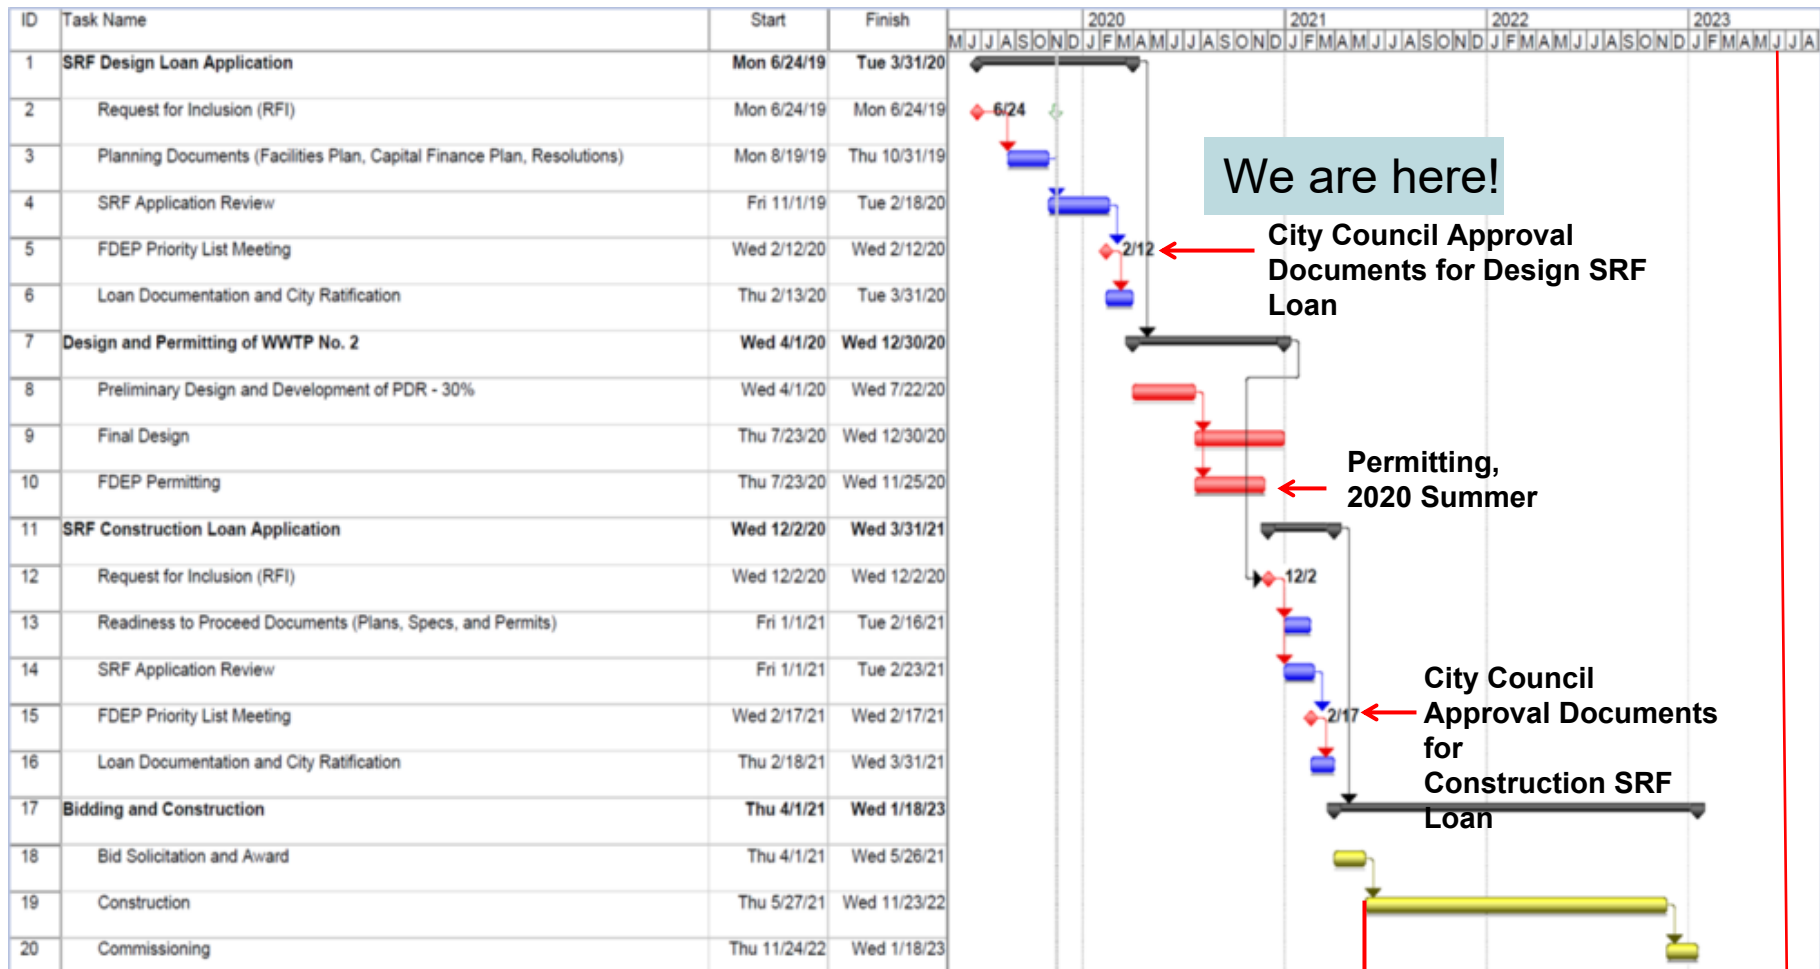 ID Task Name Start Finish 2020 2021 2022 2023
M J J A S O N D J F M A M J J A S O N D J F M A M J J A S O N D J F M A M J J A S O N D J F M A M J J A
1 SRF Design Loan Application Mon 6/24/19 Tue 3/31/20
2 Request for Inclusion (RFI) Mon 6/24/19 Mon 6/24/19 6/24
3 Planning Documents (Facilities Plan, Capital Finance Plan, Resolutions) Mon 8/19/19 Thu 10/31/19
We are here!
4 SRF Application Review Fri 11/1/19 Tue 2/18/20
5 FDEP Priority List Meeting Wed 2/12/20 Wed 2/12/20 2/12
City Council Approval
Documents for Design SRF
Loan
6 Loan Documentation and City Ratification Thu 2/13/20 Tue 3/31/20
7 Design and Permitting of WWTP No. 2 Wed 4/1/20 Wed 12/30/20
8 Preliminary Design and Development of PDR - 30% Wed 4/1/20 Wed 7/22/20
9 Final Design Thu 7/23/20 Wed 12/30/20
10 FDEP Permitting Thu 7/23/20 Wed 11/25/20
Permitting,
2020 Summer
11 SRF Construction Loan Application Wed 12/2/20 Wed 3/31/21
12 Request for Inclusion (RFI) Wed 12/2/20 Wed 12/2/20 12/2
13 Readiness to Proceed Documents (Plans, Specs, and Permits) Fri 1/1/21 Tue 2/16/21
14 SRF Application Review Fri 1/1/21 Tue 2/23/21
15 FDEP Priority List Meeting Wed 2/17/21 Wed 2/17/21 2/17
City Council
Approval Documents
for
Construction SRF
Loan
16 Loan Documentation and City Ratification Thu 2/18/21 Wed 3/31/21
17 Bidding and Construction Thu 4/1/21 Wed 1/18/23
18 Bid Solicitation and Award Thu 4/1/21 Wed 5/26/21
19 Construction Thu 5/27/21 Wed 11/23/22
20 Commissioning Thu 11/24/22 Wed 1/18/23